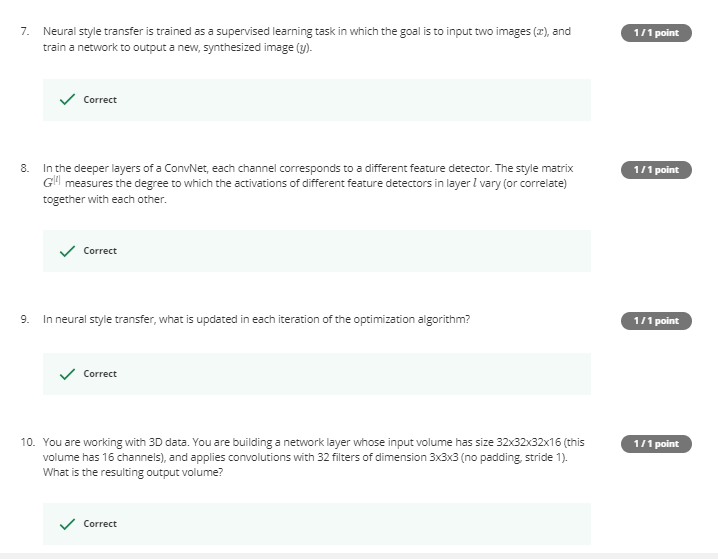 7. Neural style transfer is trained as a supervised learning task in which the goal is to input two images (x), and
1 / 1 point
train a network to output a new, synthesized image (y).
Correct
8. In the deeper layers of a ConvNet, each channel corresponds to a different feature detector. The style matrix
1 / 1 point
G^[l] measures the degree to which the activations of different feature detectors in layer l vary (or correlate)
together with each other.
Correct
9. In neural style transfer, what is updated in each iteration of the optimization algorithm?
1 / 1 point
Correct
10. You are working with 3D data. You are building a network layer whose input volume has size 32x32x32x16 (this
1 / 1 point
volume has 16 channels), and applies convolutions with 32 filters of dimension 3x3x3 (no padding, stride 1).
What is the resulting output volume?
Correct